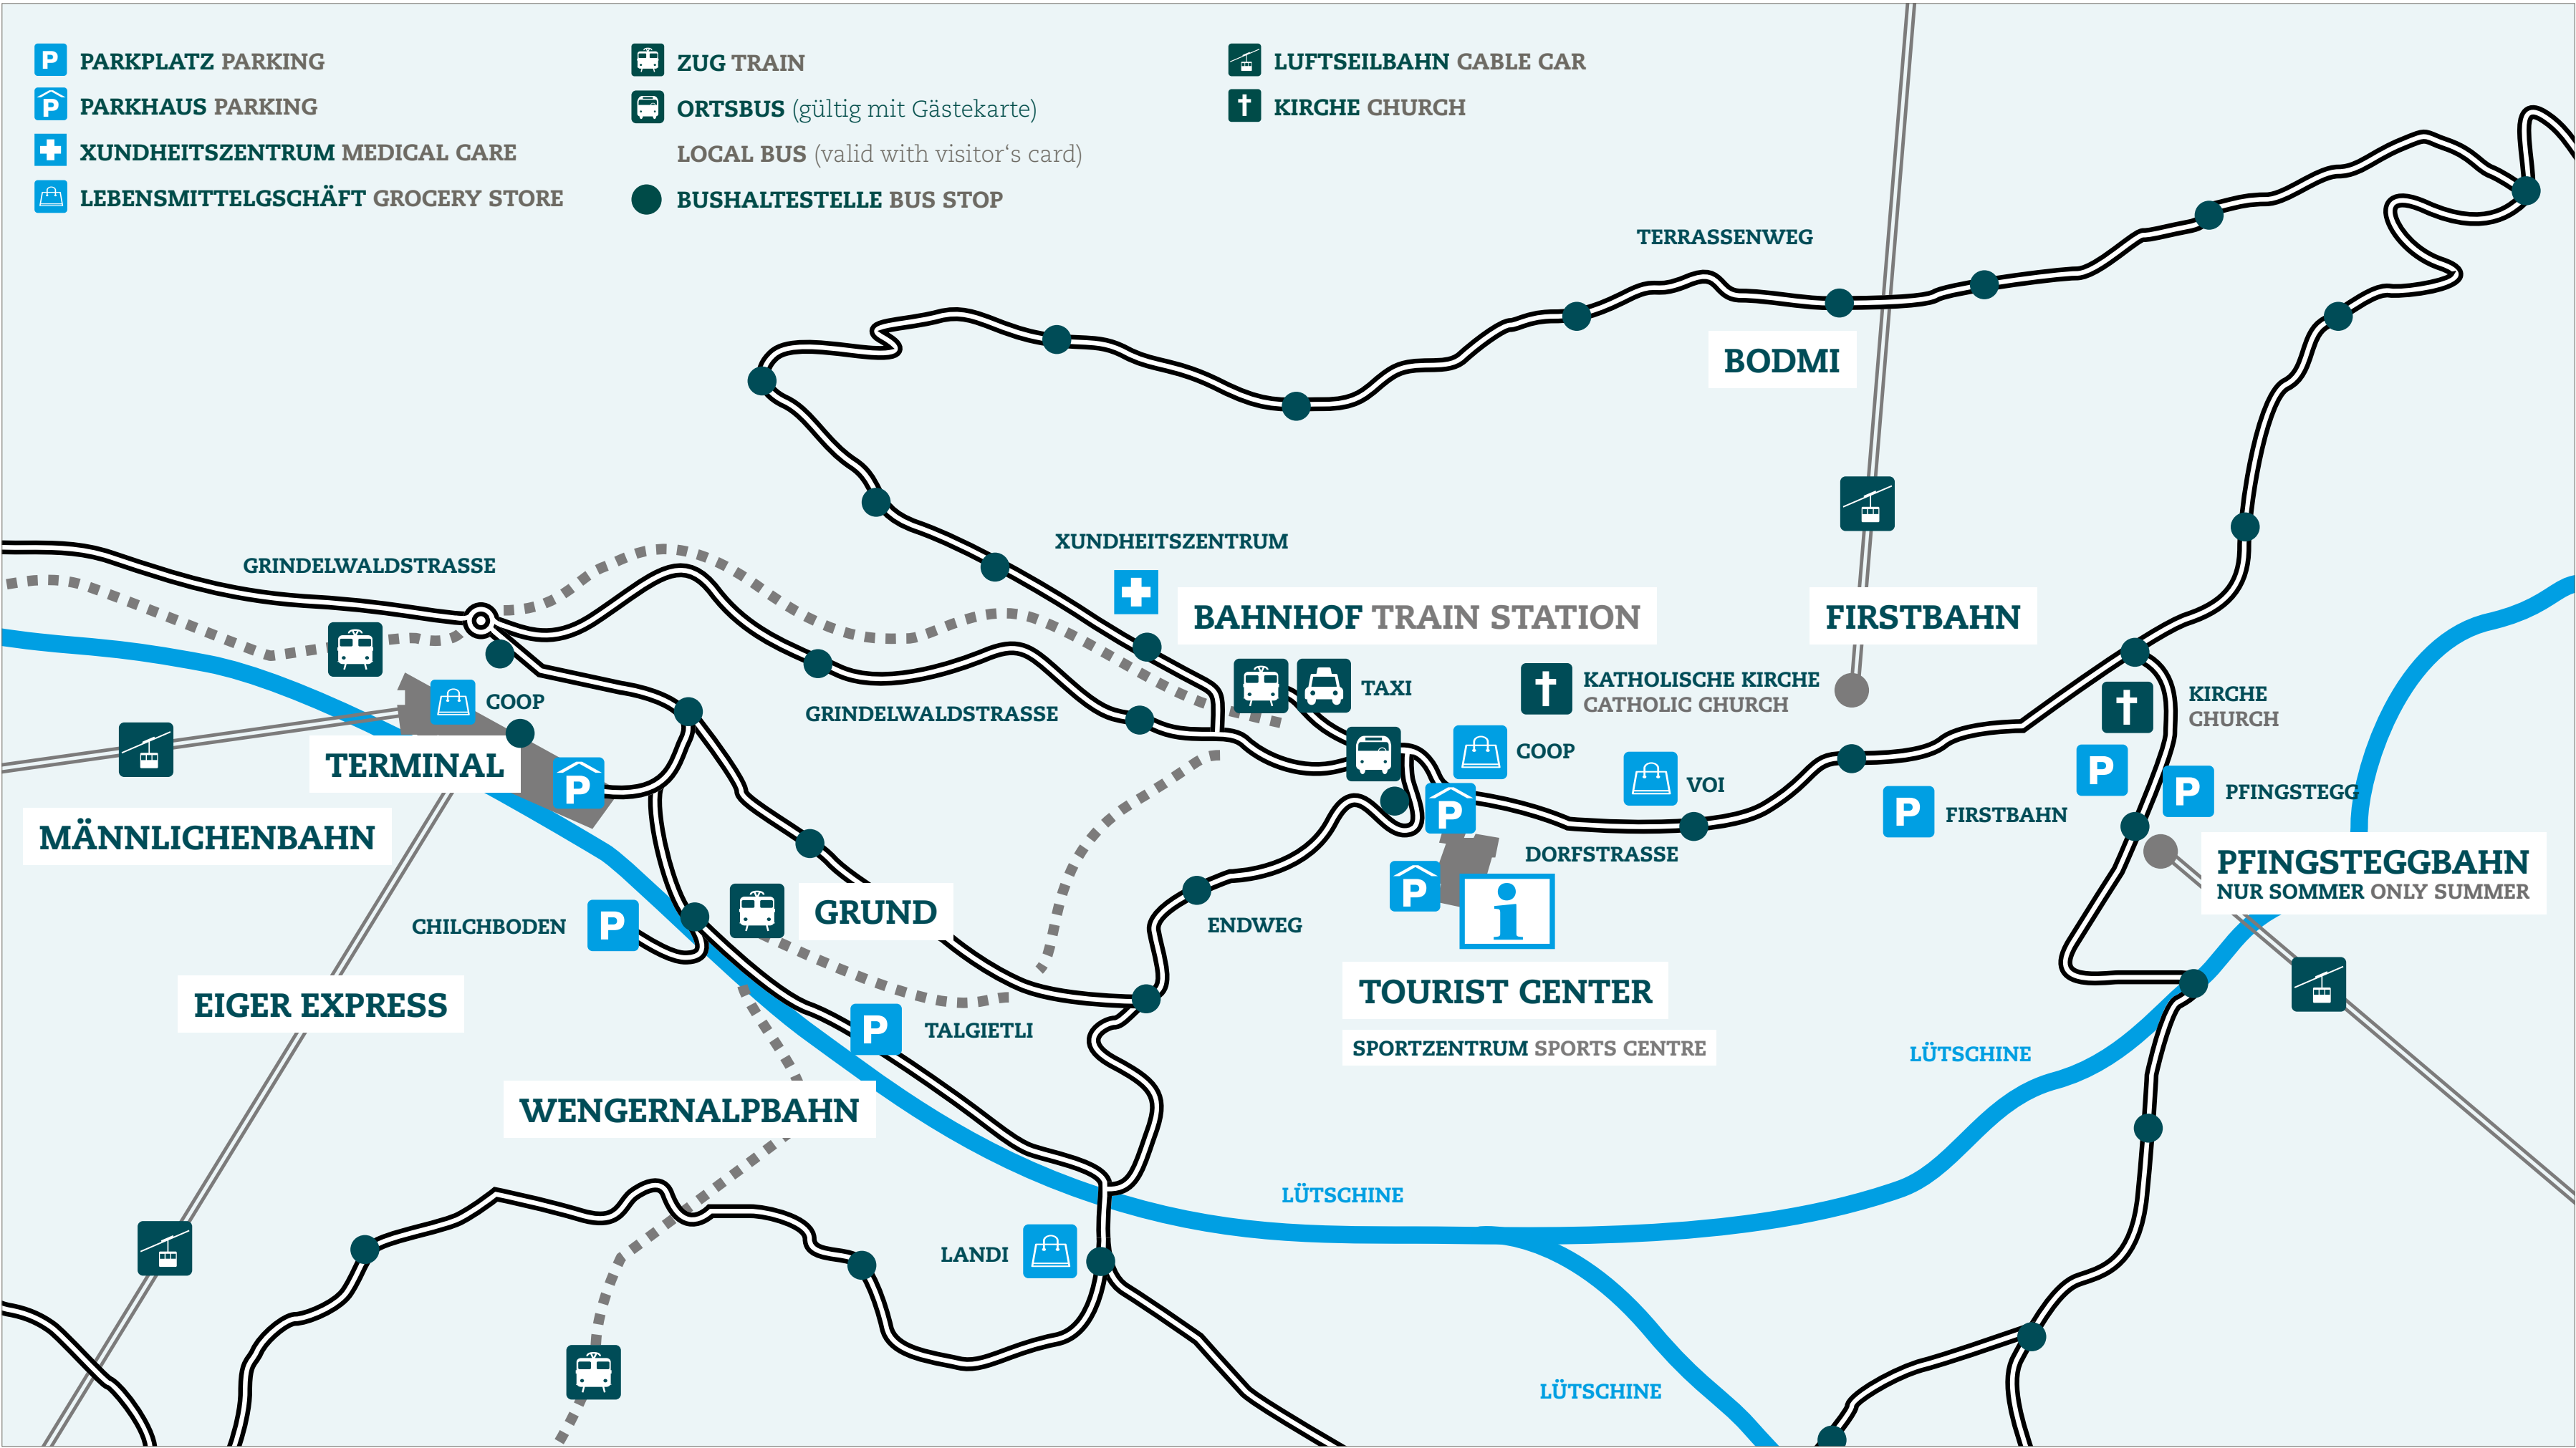 P PARKPLATZ PARKING
P PARKHAUS PARKING
XUNDHEITSZENTRUM MEDICAL CARE
LEBENSMITTELGSCHÄFT GROCERY STORE
ZUG TRAIN
ORTSBUS (gültig mit Gästekarte)
LOCAL BUS (valid with visitor‘s card)
BUSHALTESTELLE BUS STOP
LUFTSEILBAHN CABLE CAR
KIRCHE CHURCH
TERRASSENWEG
BODMI
XUNDHEITSZENTRUM
GRINDELWALDSTRASSE
BAHNHOF TRAIN STATION
FIRSTBAHN
TAXI
KATHOLISCHE KIRCHE
CATHOLIC CHURCH
KIRCHE
CHURCH
COOP
GRINDELWALDSTRASSE
COOP
VOI
TERMINAL
P
P
P
P PFINGSTEGG
P FIRSTBAHN
MÄNNLICHENBAHN
DORFSTRASSE
PFINGSTEGGBAHN
NUR SOMMER ONLY SUMMER
P
i
GRUND
CHILCHBODEN P
ENDWEG
TOURIST CENTER
EIGER EXPRESS
P TALGIETLI
SPORTZENTRUM SPORTS CENTRE
LÜTSCHINE
WENGERNALPBAHN
LÜTSCHINE
LANDI
LÜTSCHINE